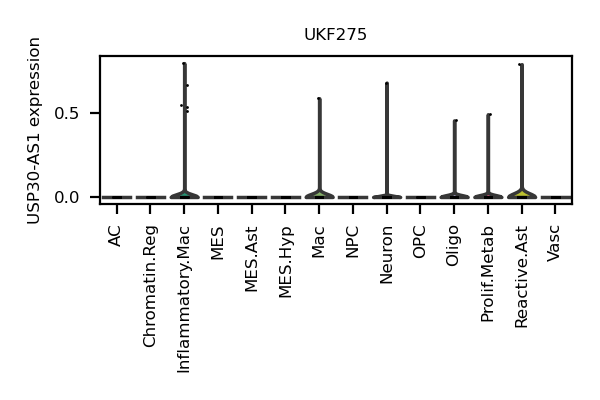 UKF275
USP30-AS1 expression
0.5
0.0
AC
Chromatin.Reg
Inflammatory.Mac
MES
MES.Ast
MES.Hyp
Mac
NPC
Neuron
OPC
Oligo
Prolif.Metab
Reactive.Ast
Vasc